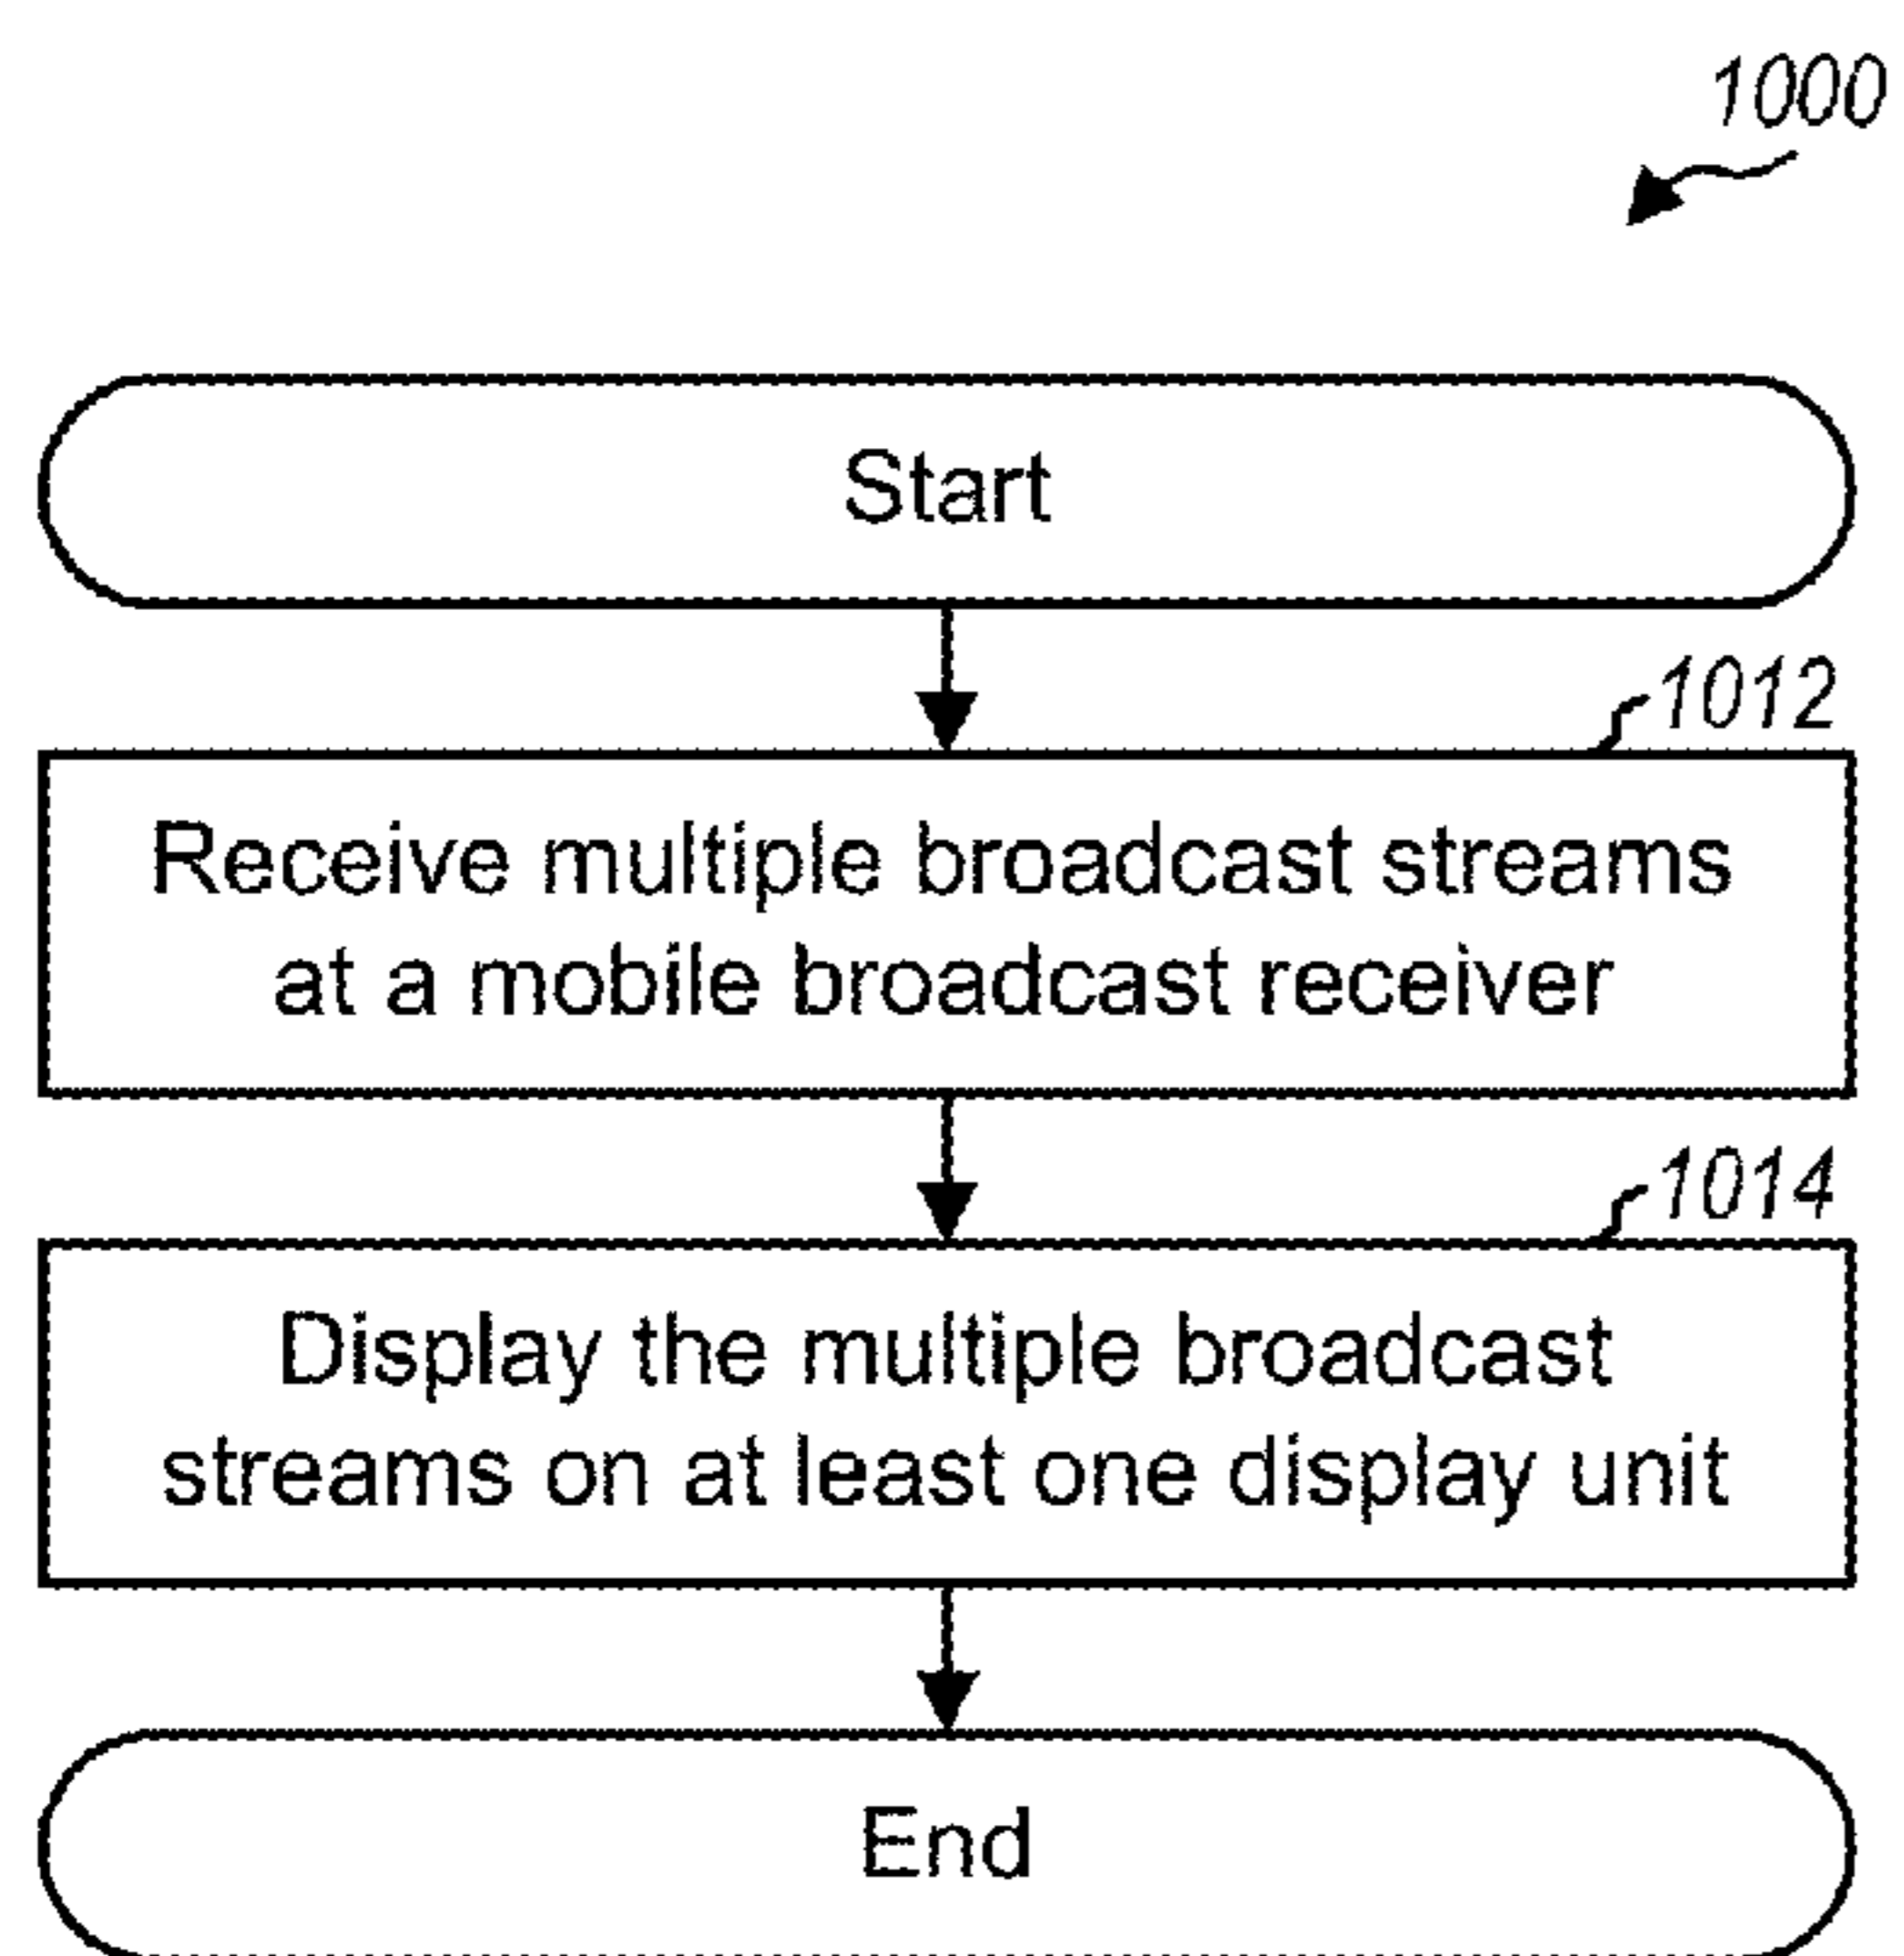 1000
Start
1012
Receive multiple broadcast streams
at a mobile broadcast receiver
1014
Display the multiple broadcast
streams on at least one display unit
End